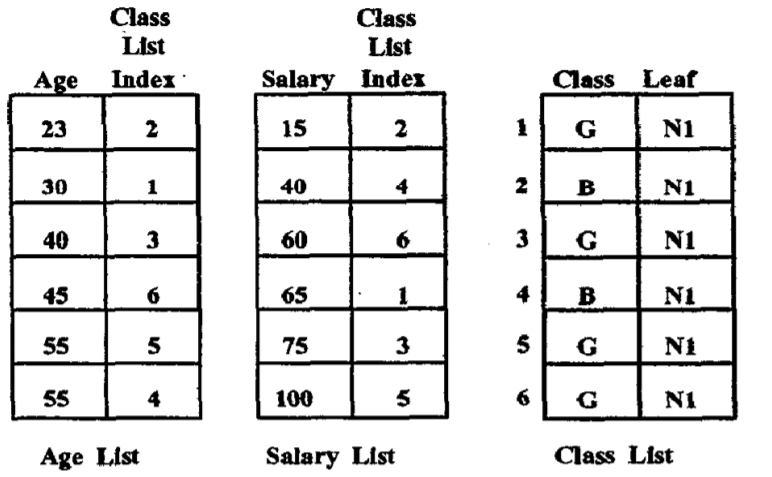 Class Class
List List
Age Index Salary Index Class Leaf
23 2 15 2 1 G N1
30 1 40 4 2 B N1
40 3 60 6 3 G N1
45 6 65 1 4 B N1
55 5 75 3 5 G N1
55 4 100 5 6 G N1
Age List Salary List Class List